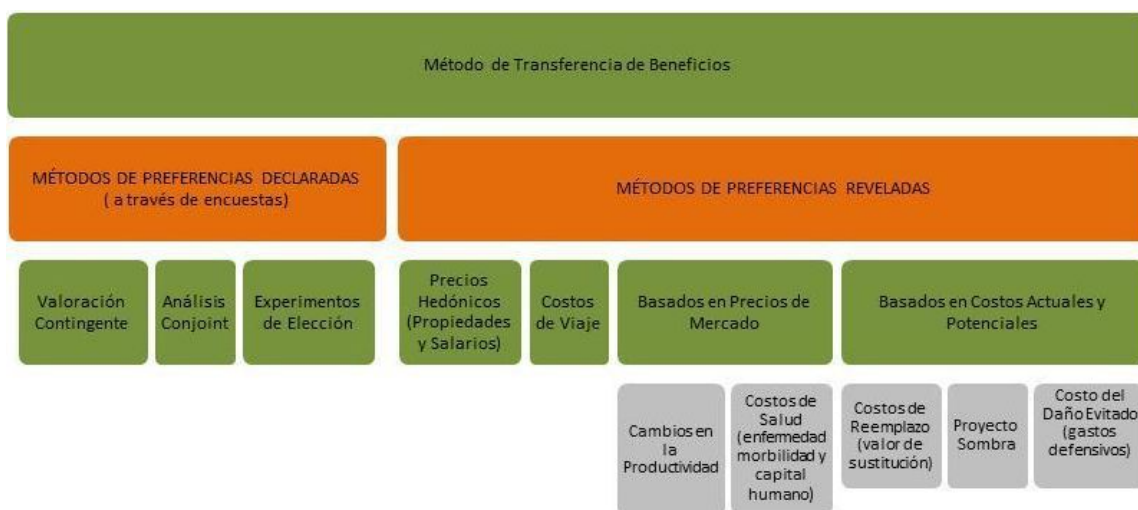 Método de Transferencia de Beneficios
MÉTODOS DE PREFERENCIAS DECLARADAS
( a través de encuestas)
MÉTODOS DE PREFERENCIAS REVELADAS
Valoración
Contingente
Análisis
Conjoint
Experimentos
de Elección
Precios
Hedónicos
(Propiedades
y Salarios)
Costos
de Viaje
Basados en Precios de
Mercado
Basados en Costos Actuales y
Potenciales
Cambios en
la
Productividad
Costos de
Salud
(enfermedad
morbilidad y
capital
humano)
Costos de
Reemplazo
(valor de
sustitución)
Proyecto
Sombra
Costo del
Daño Evitado
(gastos
defensivos)